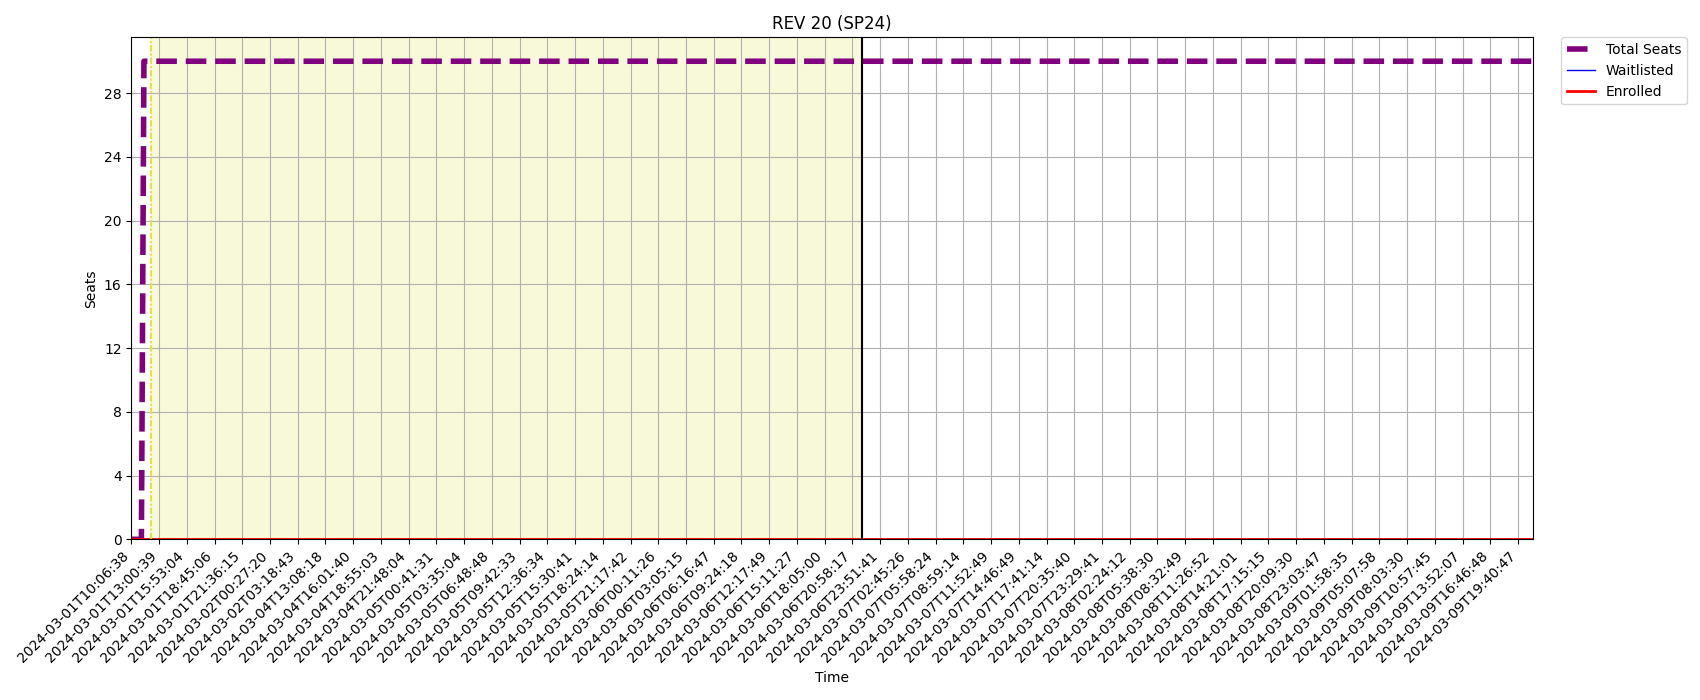 REV 20 (SP24)
Total Seats
Waitlisted
Enrolled
28
24
20
16
12
8
4
0
Seats
2024-03-01T10:06:38
2024-03-01T13:00:39
2024-03-01T15:53:04
2024-03-01T18:45:06
2024-03-01T21:36:15
2024-03-02T00:27:20
2024-03-02T03:18:43
2024-03-04T13:08:18
2024-03-04T16:01:40
2024-03-04T18:55:03
2024-03-04T21:48:04
2024-03-05T00:41:31
2024-03-05T03:35:04
2024-03-05T06:48:48
2024-03-05T09:42:33
2024-03-05T12:36:34
2024-03-05T15:30:41
2024-03-05T18:24:14
2024-03-05T21:17:42
2024-03-06T00:11:26
2024-03-06T03:05:15
2024-03-06T06:16:47
2024-03-06T09:24:18
2024-03-06T12:17:49
2024-03-06T15:11:27
2024-03-06T18:05:00
2024-03-06T20:58:17
2024-03-06T23:51:41
2024-03-07T02:45:26
2024-03-07T05:58:24
2024-03-07T08:59:14
2024-03-07T11:52:49
2024-03-07T14:46:49
2024-03-07T17:41:14
2024-03-07T20:35:40
2024-03-07T23:29:41
2024-03-08T02:24:12
2024-03-08T05:38:30
2024-03-08T08:32:49
2024-03-08T11:26:52
2024-03-08T14:21:01
2024-03-08T17:15:15
2024-03-08T20:09:30
2024-03-08T23:03:47
2024-03-09T01:58:35
2024-03-09T05:07:58
2024-03-09T08:03:30
2024-03-09T10:57:45
2024-03-09T13:52:07
2024-03-09T16:46:48
2024-03-09T19:40:47
Time